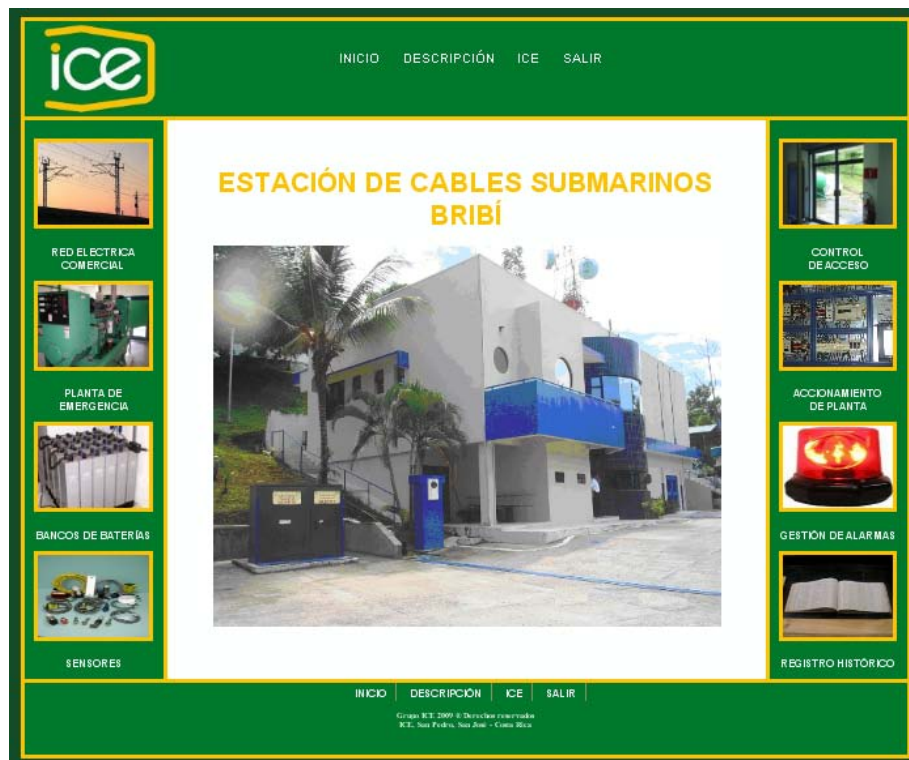 ice
INICIO DESCRIPCIÓN ICE SALIR
ESTACIÓN DE CABLES SUBMARINOS
BRIBÍ
RED ELECTRICA
COMERCIAL
PLANTA DE
EMERGENCIA
BANCOS DE BATERÍAS
SENSORES
CONTROL
DE ACCESO
ACCIONAMIENTO
DE PLANTA
GESTIÓN DE ALARMAS
REGISTRO HISTÓRICO
INICIO DESCRIPCIÓN ICE SALIR
Grupo ICE 2009 © Derechos reservados
ICE, San Pedro, San José - Costa Rica